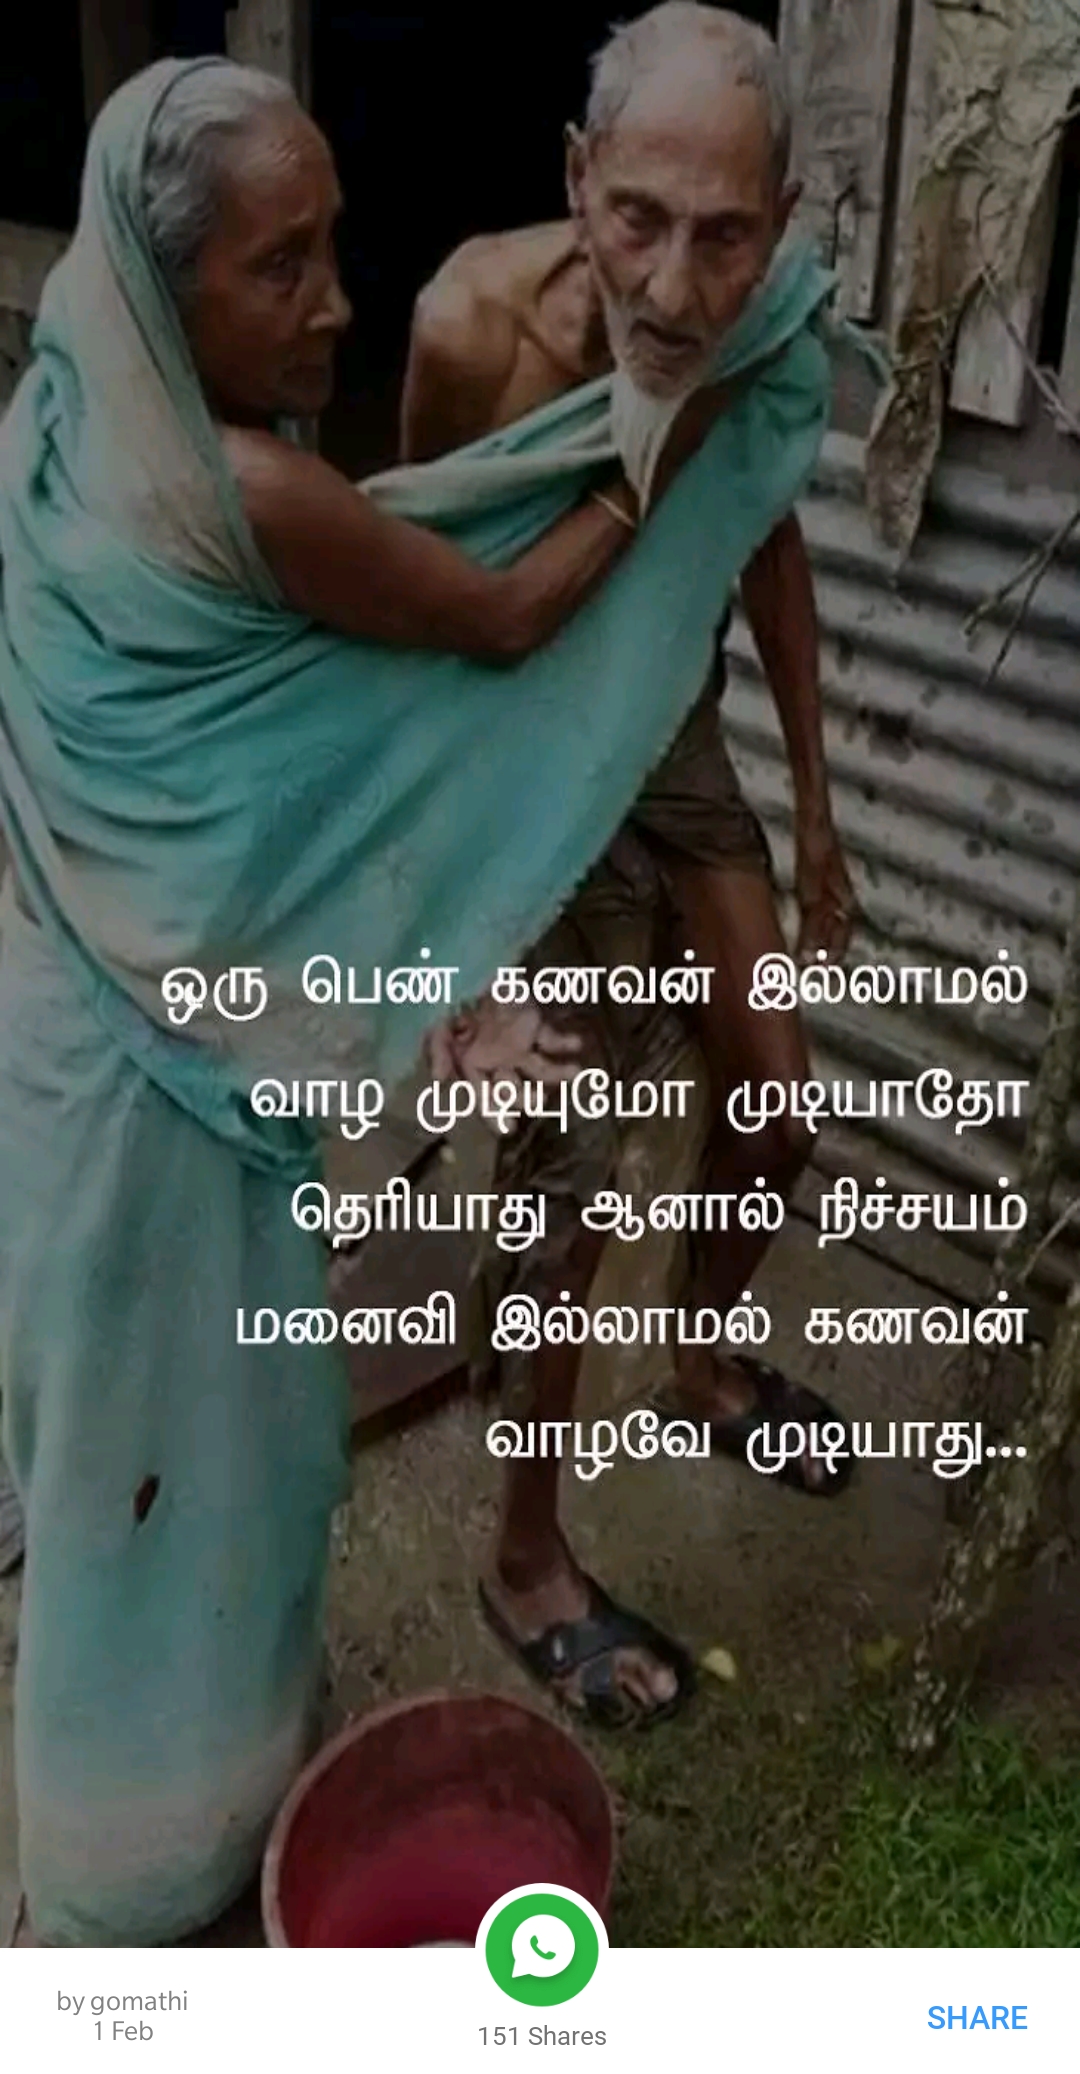 ஒரு பெண் கணவன் இல்லாமல்
வாழ முடியுமோ முடியாதோ
தெரியாது ஆனால் நிச்சயம்
மனைவி இல்லாமல் கணவன்
வாழவே முடியாது...
by gomathi
1 Feb
151 Shares
SHARE